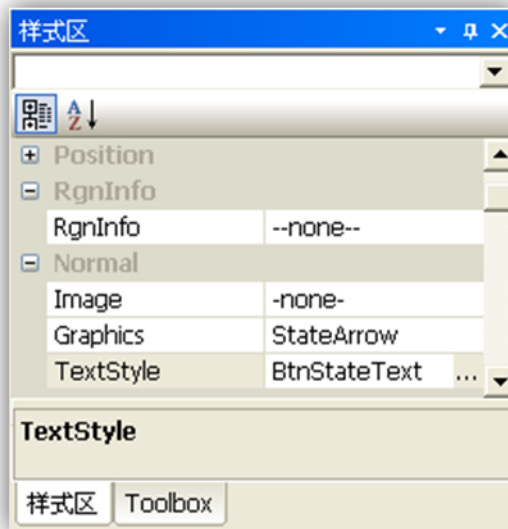 样式区
Position
RgnInfo
RgnInfo --none--
Normal
Image -none-
Graphics StateArrow
TextStyle BtnStateText ...
TextStyle
样式区 Toolbox